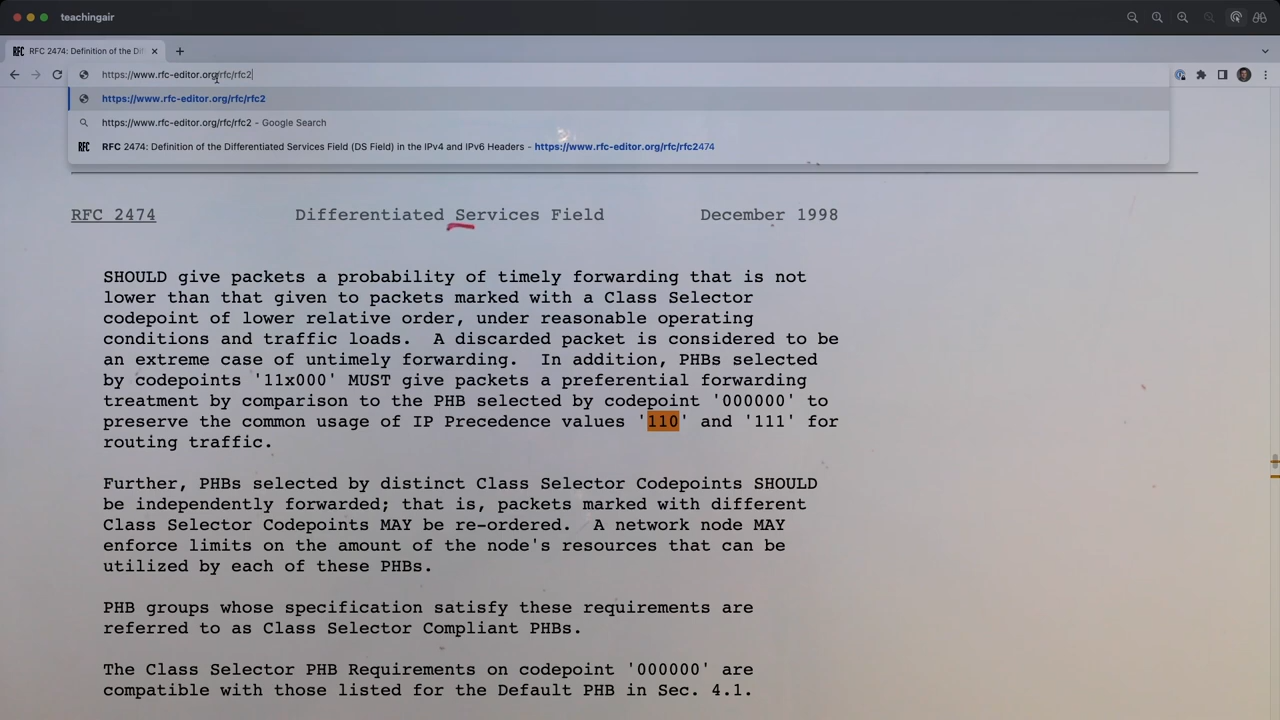 teachingair
RFC RFC 2474: Definition of the Dif
https://www.rfc-editor.org/rfc/rfc2
https://www.rfc-editor.org/rfc/rfc2
https://www.rfc-editor.org/rfc/rfc2 - Google Search
RFC RFC 2474: Definition of the Differentiated Services Field (DS Field) in the IPv4 and IPv6 Headers - https://www.rfc-editor.org/rfc/rfc2474
RFC 2474 Differentiated Services Field December 1998
SHOULD give packets a probability of timely forwarding that is not
lower than that given to packets marked with a Class Selector
codepoint of lower relative order, under reasonable operating
conditions and traffic loads. A discarded packet is considered to be
an extreme case of untimely forwarding. In addition, PHBs selected
by codepoints '11x000' MUST give packets a preferential forwarding
treatment by comparison to the PHB selected by codepoint '000000' to
preserve the common usage of IP Precedence values '110' and '111' for
routing traffic.
Further, PHBs selected by distinct Class Selector Codepoints SHOULD
be independently forwarded; that is, packets marked with different
Class Selector Codepoints MAY be re-ordered. A network node MAY
enforce limits on the amount of the node's resources that can be
utilized by each of these PHBs.
PHB groups whose specification satisfy these requirements are
referred to as Class Selector Compliant PHBs.
The Class Selector PHB Requirements on codepoint '000000' are
compatible with those listed for the Default PHB in Sec. 4.1.